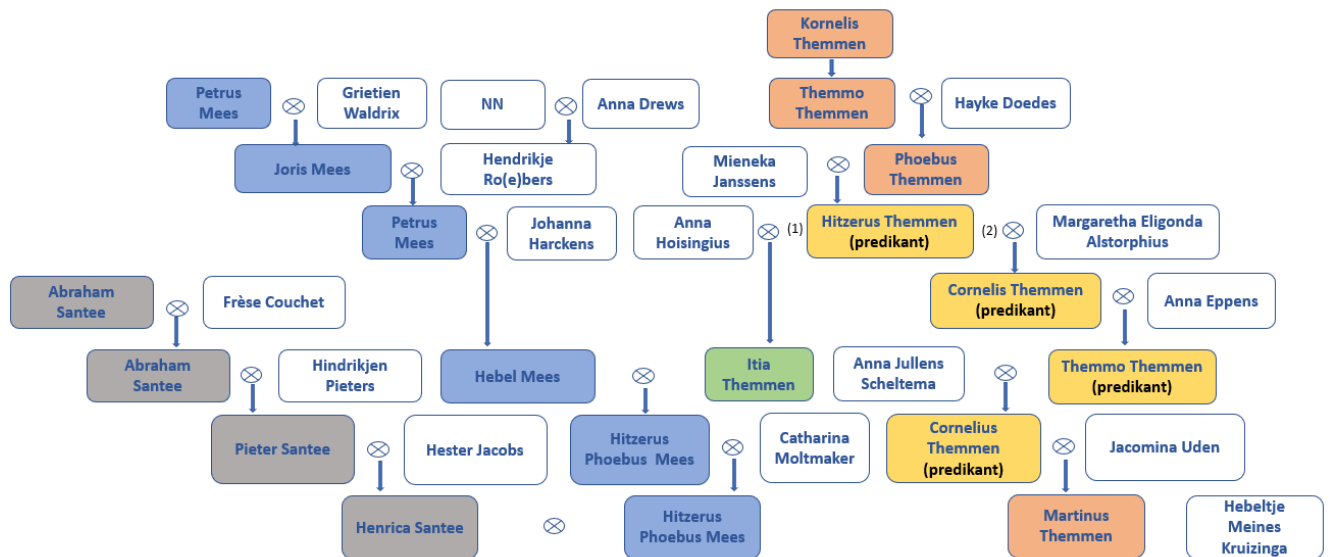 Kornelis
Themmen
Petrus
Mees
Grietien
Waldrix
NN
Anna Drews
Themmo
Themmen
Hayke Doedes
Joris Mees
Hendrikje
Ro(e)bers
Mieneka
Janssens
Phoebus
Themmen
Petrus
Mees
Johanna
Harckens
Anna
Hoisingius
(1)
Hitzerus Themmen
(predikant)
(2)
Margaretha Eligonda
Alstorphius
Abraham
Santee
Frèse Couchet
Cornelis Themmen
(predikant)
Anna Eppens
Abraham
Santee
Hindrikjen
Pieters
Hebel Mees
Itia
Themmen
Anna Jullens
Scheltema
Themmo Themmen
(predikant)
Pieter Santee
Hester Jacobs
Hitzerus
Phoebus Mees
Catharina
Moltmaker
Cornelius
Themmen
(predikant)
Jacomina Uden
Henrica Santee
Hitzerus
Phoebus Mees
Martinus
Themmen
Hebeltje
Meines
Kruizinga